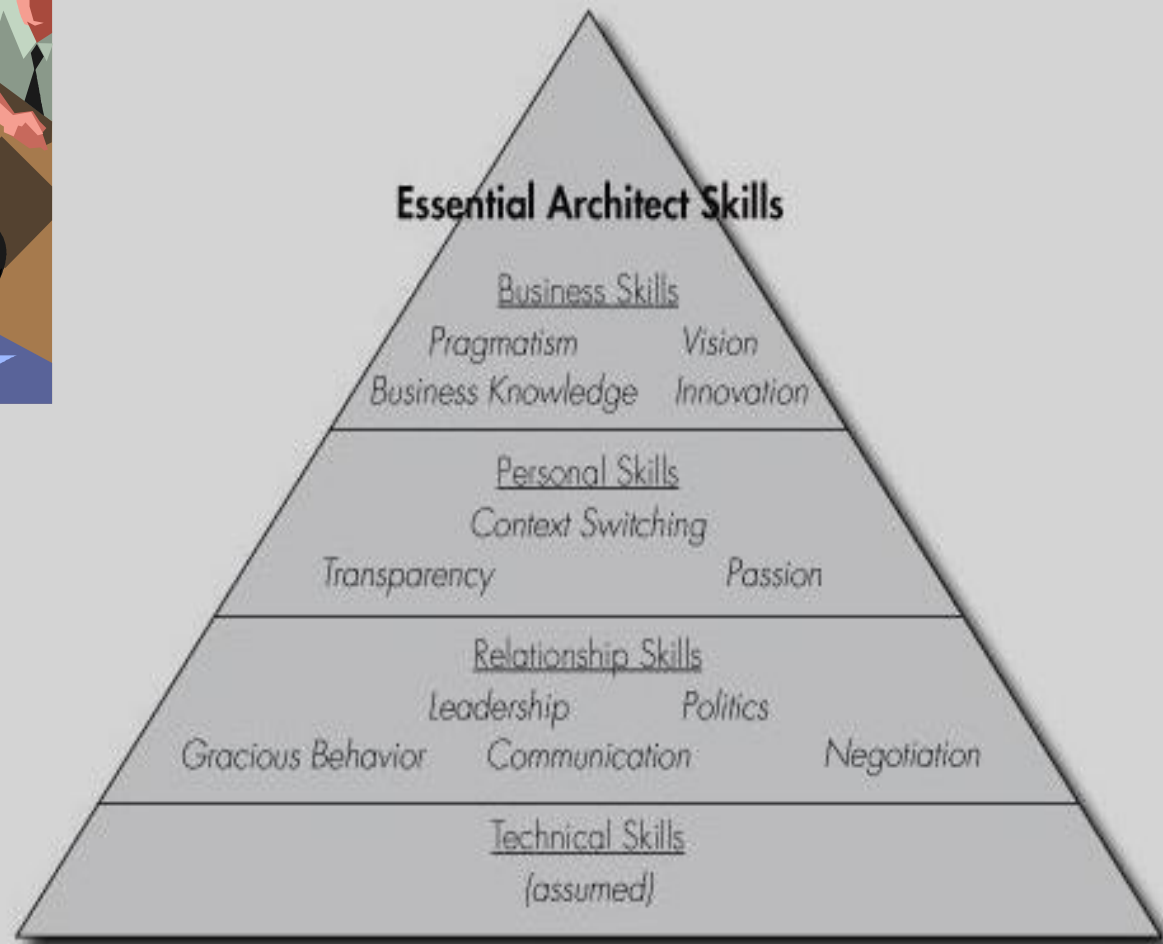 Essential Architect Skills
Business Skills
Pragmatism Vision
Business Knowledge Innovation
Personal Skills
Context Switching
Transparency Passion
Relationship Skills
Leadership Politics
Gracious Behavior Communication Negotiation
Technical Skills
(assumed)